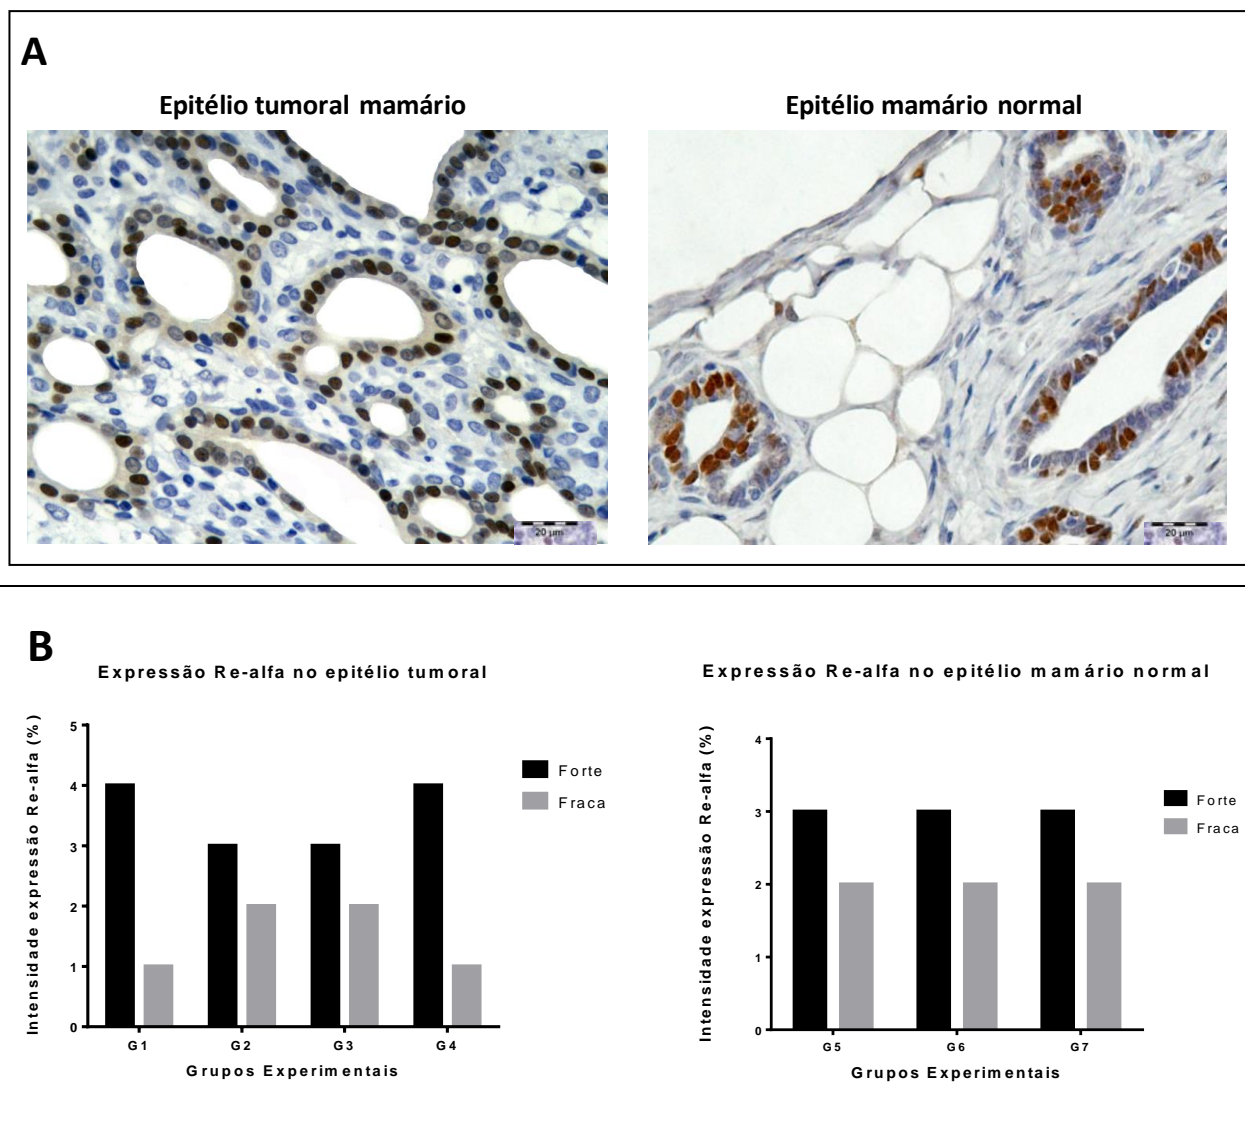 A
Epitélio tumoral mamário
Epitélio mamário normal
20 µm
20 µm
B
Expressão Re-alfa no epitélio tumoral
Intensidade expressão Re-alfa (%)
5
4
3
2
1
0
G1 G2 G3 G4
Grupos Experimentais
Forte
Fraca
Expressão Re-alfa no epitélio mamário normal
Intensidade expressão Re-alfa (%)
4
3
2
1
0
G5 G6 G7
Grupos Experimentais
Forte
Fraca